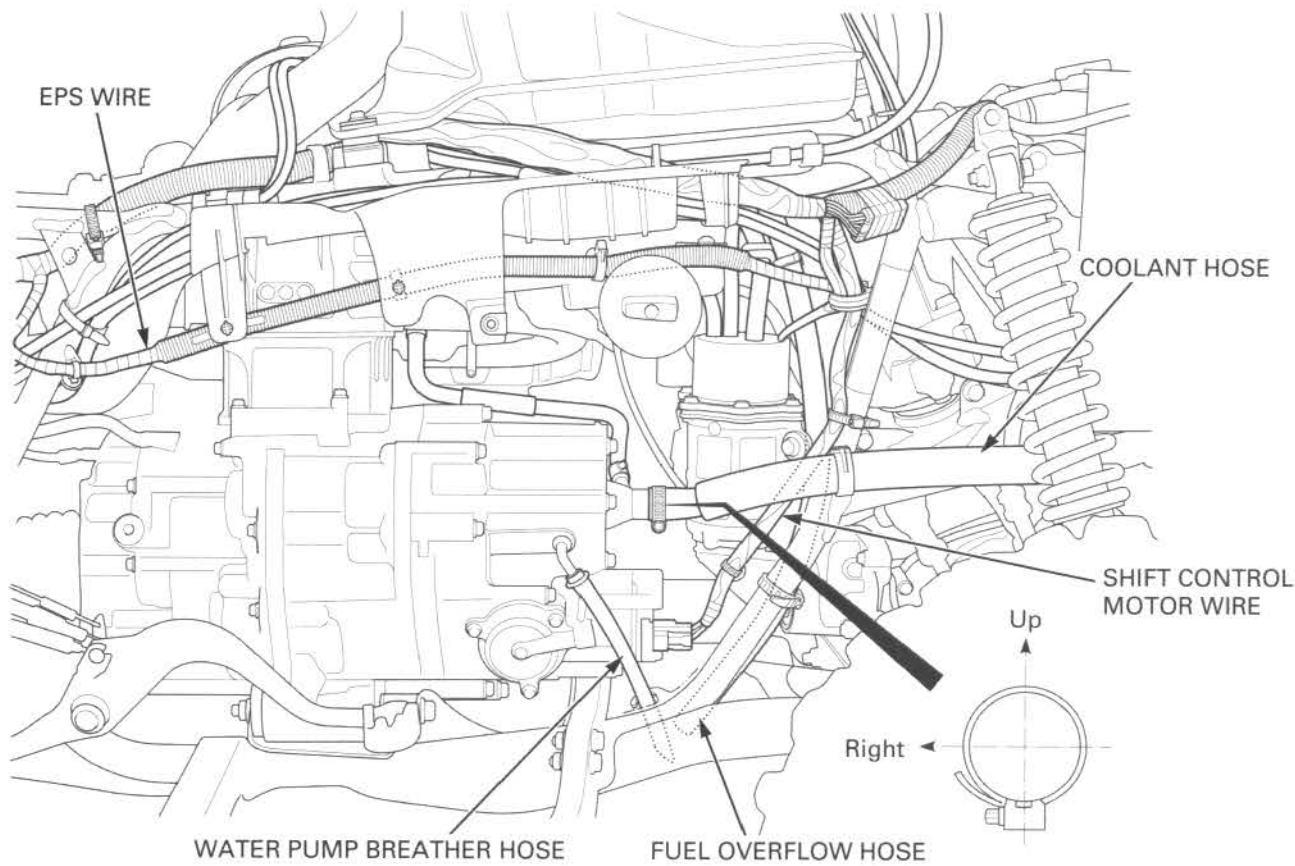 EPS WIRE
COOLANT HOSE
SHIFT CONTROL
MOTOR WIRE
Up
Right
WATER PUMP BREATHER HOSE
FUEL OVERFLOW HOSE